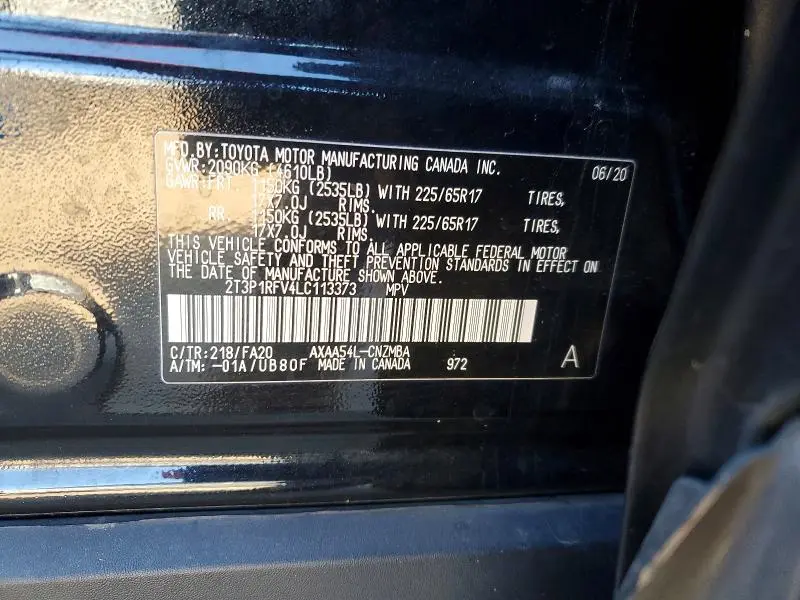 MFD.BY:TOYOTA MOTOR MANUFACTURING CANADA INC. 06/20
GVWR:2090KG (4610LB)
GAWR:FRT. 1150KG (2535LB) WITH 225/65R17 TIRES,
17X7.0J RIMS.
RR. 1150KG (2535LB) WITH 225/65R17 TIRES,
17X7.0J RIMS.
THIS VEHICLE CONFORMS TO ALL APPLICABLE FEDERAL MOTOR
VEHICLE SAFETY AND THEFT PREVENTION STANDARDS IN EFFECT ON
THE DATE OF MANUFACTURE SHOWN ABOVE.
2T3P1RFV4LC113373 MPV
C/TR:218/FA20 AXAA54L-CNZMBA
A/TM: -01A/UB80F MADE IN CANADA 972 A